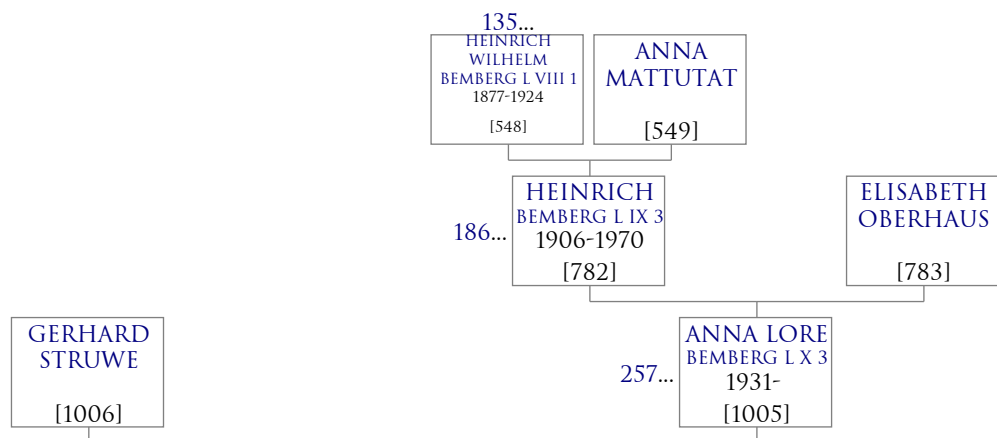 135...
HEINRICH
WILHELM
BEMBERG L VIII 1
1877-1924
[548]
ANNA
MATTUTAT
[549]
186...
HEINRICH
BEMBERG L IX 3
1906-1970
[782]
ELISABETH
OBERHAUS
[783]
GERHARD
STRUWE
[1006]
257...
ANNA LORE
BEMBERG L X 3
1931-
[1005]